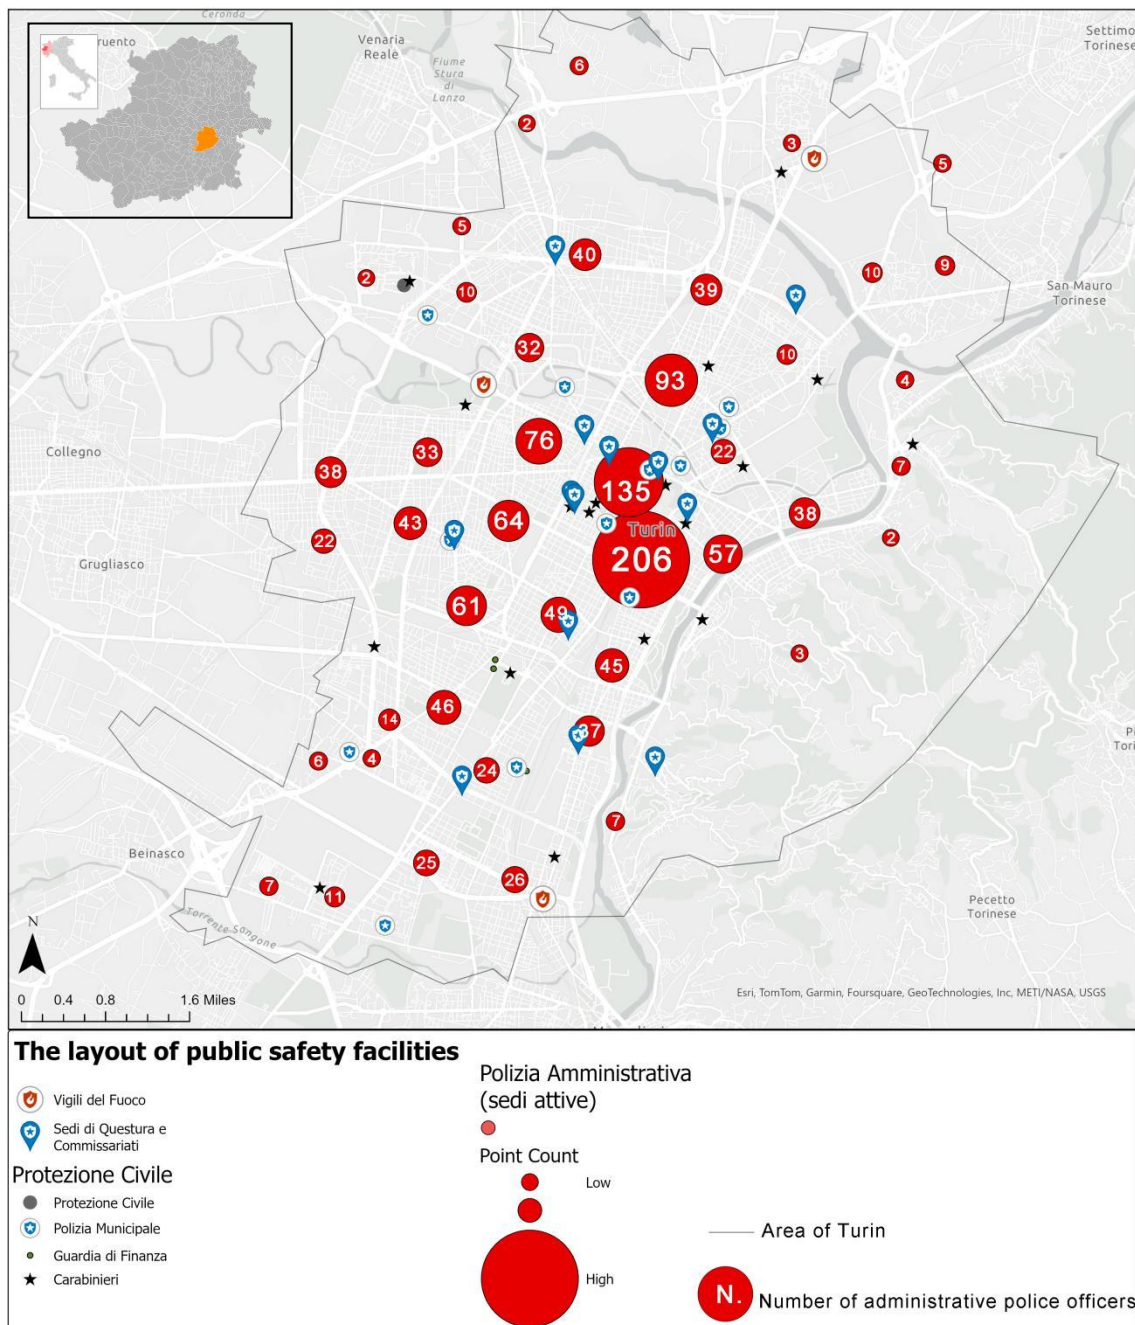 Ceronda
ruento
Venaria
Reale
Fiume
Stura
di
Lanzo
Settimo
Torinese
6
2
3
5
5
40
2
10
39
10
9
San Mauro
Torinese
32
10
93
4
76
33
22
7
Collegno
38
135
43
64
38
Turin
22
206
57
2
Grugliasco
61
49
45
3
46
14
37
6
4
24
7
Beinasco
25
26
7
11
Pecetto
Torinese
Torrente Sangone
N
0 0.4 0.8 1.6 Miles
Esri, TomTom, Garmin, Foursquare, GeoTechnologies, Inc, METI/NASA, USGS
The layout of public safety facilities
Vigili del Fuoco
Sedi di Questura e
Commissariati
Protezione Civile
Protezione Civile
Polizia Municipale
Guardia di Finanza
Carabinieri
Polizia Amministrativa
(sedi attive)
Point Count
Low
High
Area of Turin
N.
Number of administrative police officers